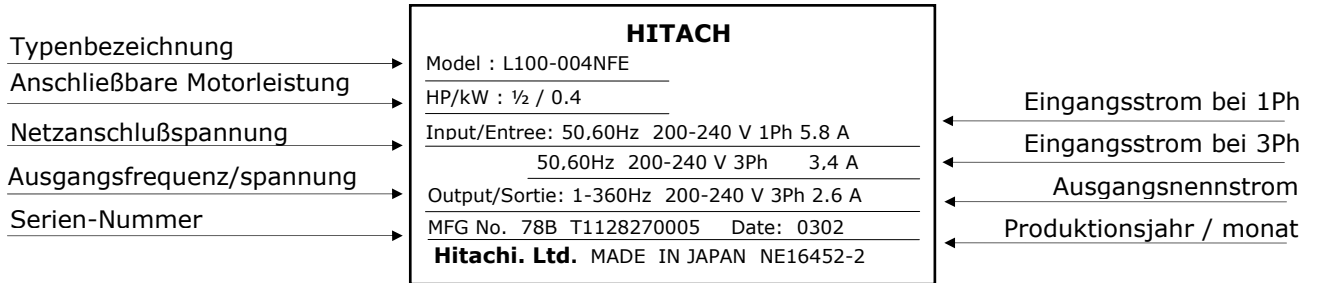 HITACH
Typenbezeichnung
Model : L100-004NFE
Anschließbare Motorleistung
HP/kW : ½ / 0.4
Eingangsstrom bei 1Ph
Netzanschlußspannung
Input/Entree: 50,60Hz 200-240 V 1Ph 5.8 A
Eingangsstrom bei 3Ph
50,60Hz 200-240 V 3Ph 3,4 A
Ausgangsfrequenz/spannung
Ausgangsnennstrom
Output/Sortie: 1-360Hz 200-240 V 3Ph 2.6 A
Serien-Nummer
Produktionsjahr / monat
MFG No. 78B T1128270005 Date: 0302
Hitachi. Ltd. MADE IN JAPAN NE16452-2